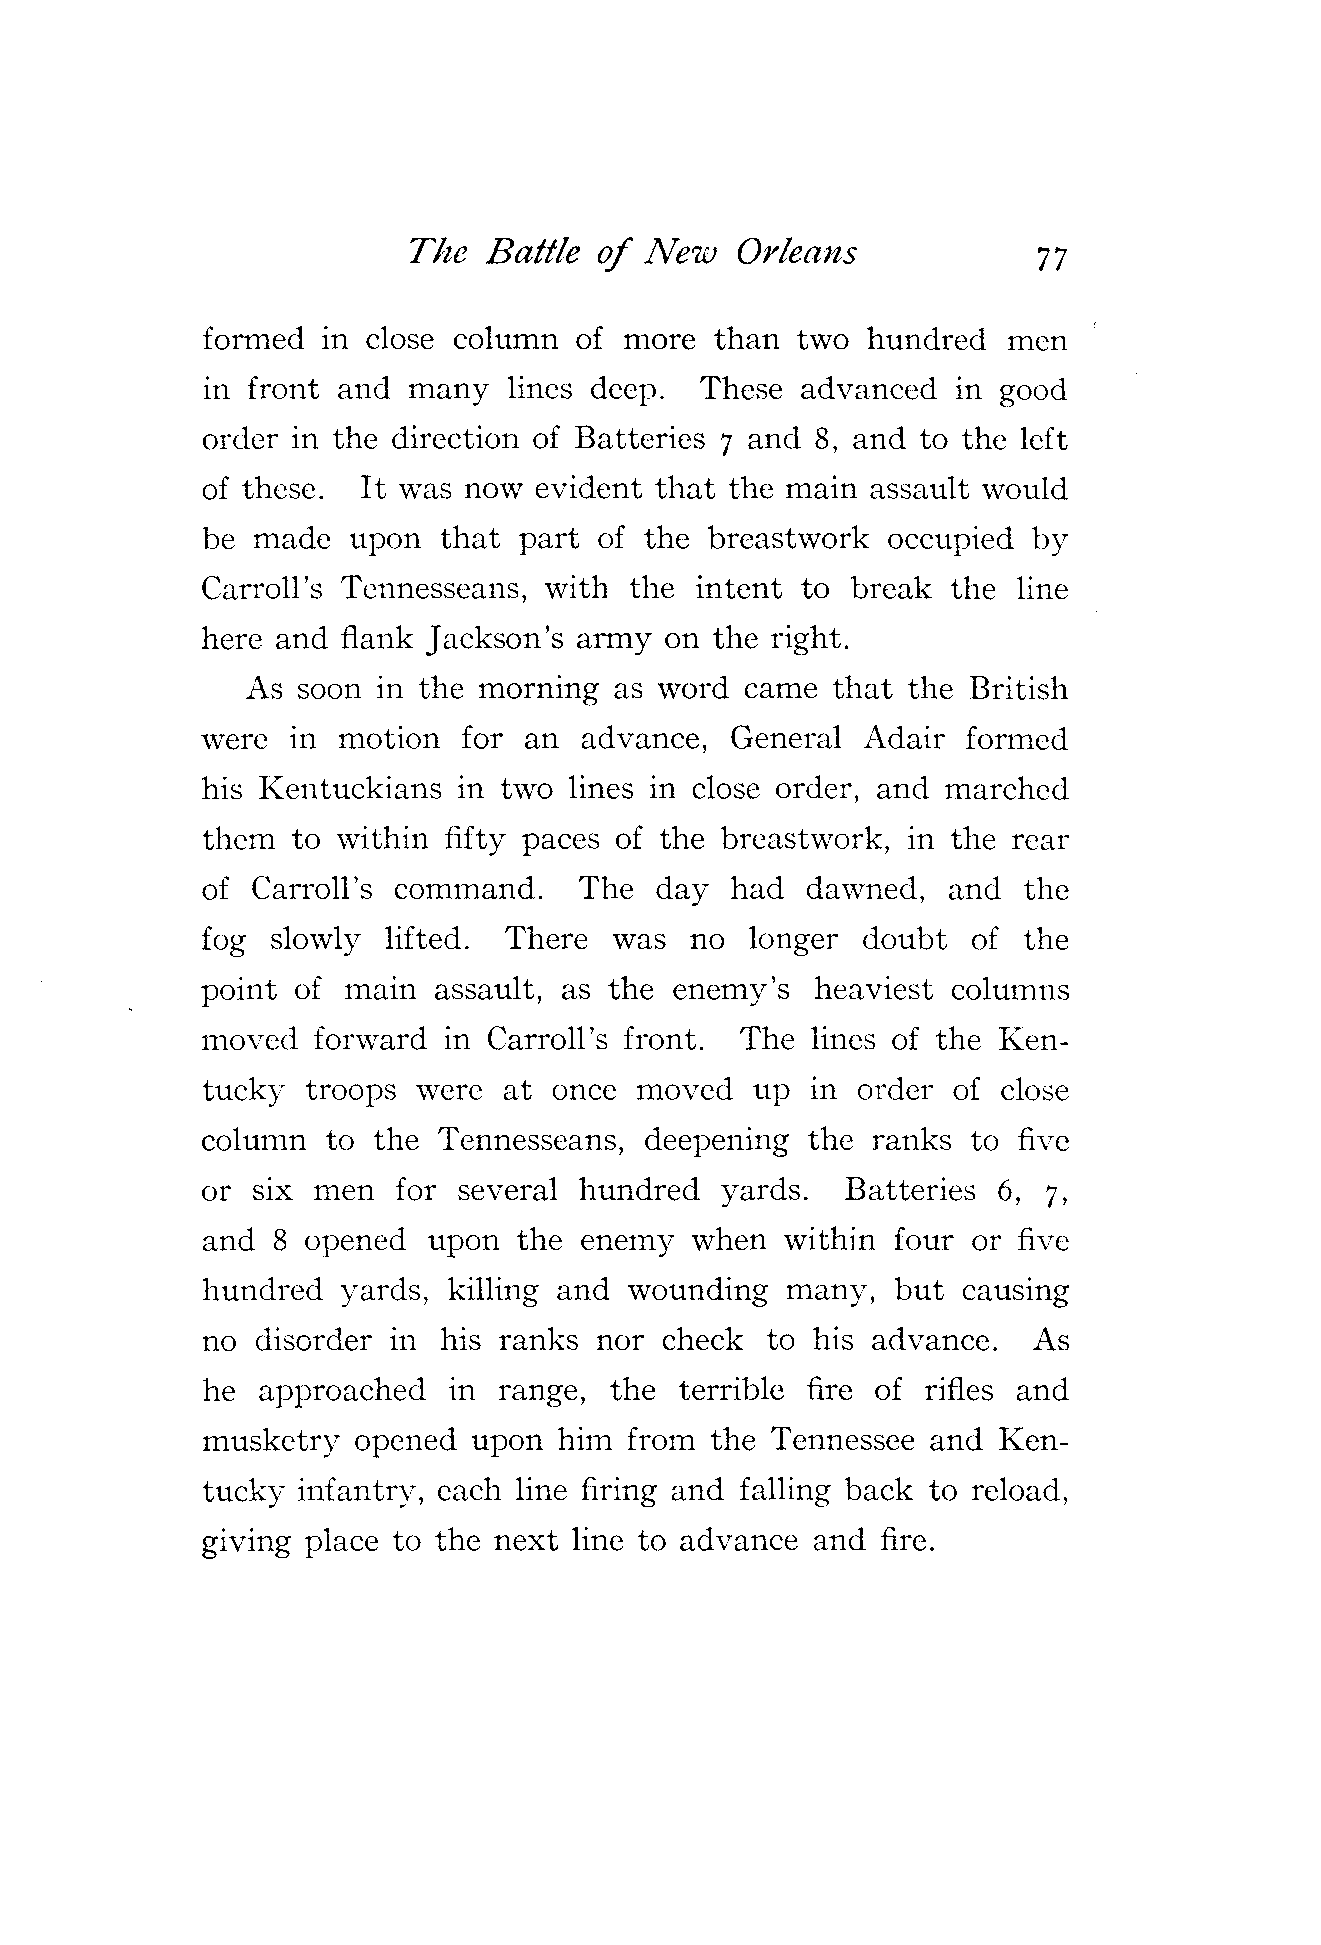 The Battle of New Orleans 77
formed in close column of more than two hundred men
in front and many lines deep. These advanced in good
order in the direction of Batteries 7 and 8, and to the left
of these. It was now evident that the main assault would
be made upon that part of the breastwork occupied by
Carroll's Tennesseans, with the intent to break the line
here and flank Jackson's army on the right.
As soon in the morning as word came that the British
were in motion for an advance, General Adair formed
his Kentuckians in two lines in close order, and marched
them to within fifty paces of the breastwork, in the rear
of Carroll's command. The day had dawned, and the
fog slowly lifted. There was no longer doubt of the
point of main assault, as the enemy's heaviest columns
moved forward in Carroll's front. The lines of the Ken-
tucky troops were at once moved up in order of close
column to the Tennesseans, deepening the ranks to five
or six men for several hundred yards. Batteries 6, 7,
and 8 opened upon the enemy when within four or five
hundred yards, killing and wounding many, but causing
no disorder in his ranks nor check to his advance. As
he approached in range, the terrible fire of rifles and
musketry opened upon him from the Tennessee and Ken-
tucky infantry, each line firing and falling back to reload,
giving place to the next line to advance and fire.